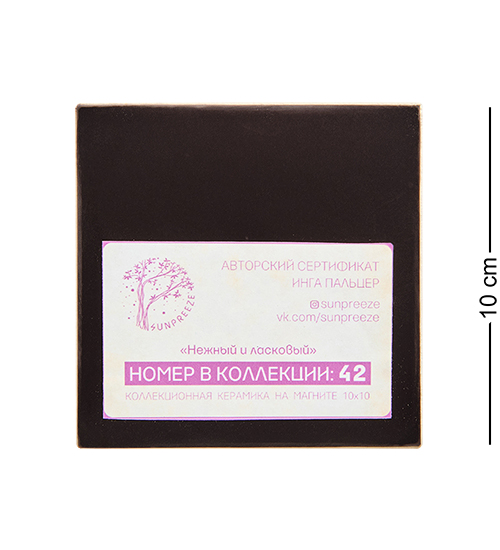 АВТОРСКИЙ СЕРТИФИКАТ
ИНГА ПАЛЬЦЕР
sunpreeze
vk.com/sunpreeze
SUNPREEZE
«Нежный и ласковый»
НОМЕР В КОЛЛЕКЦИИ: 42
КОЛЛЕКЦИОННАЯ КЕРАМИКА НА МАГНИТЕ 10х10
10 cm